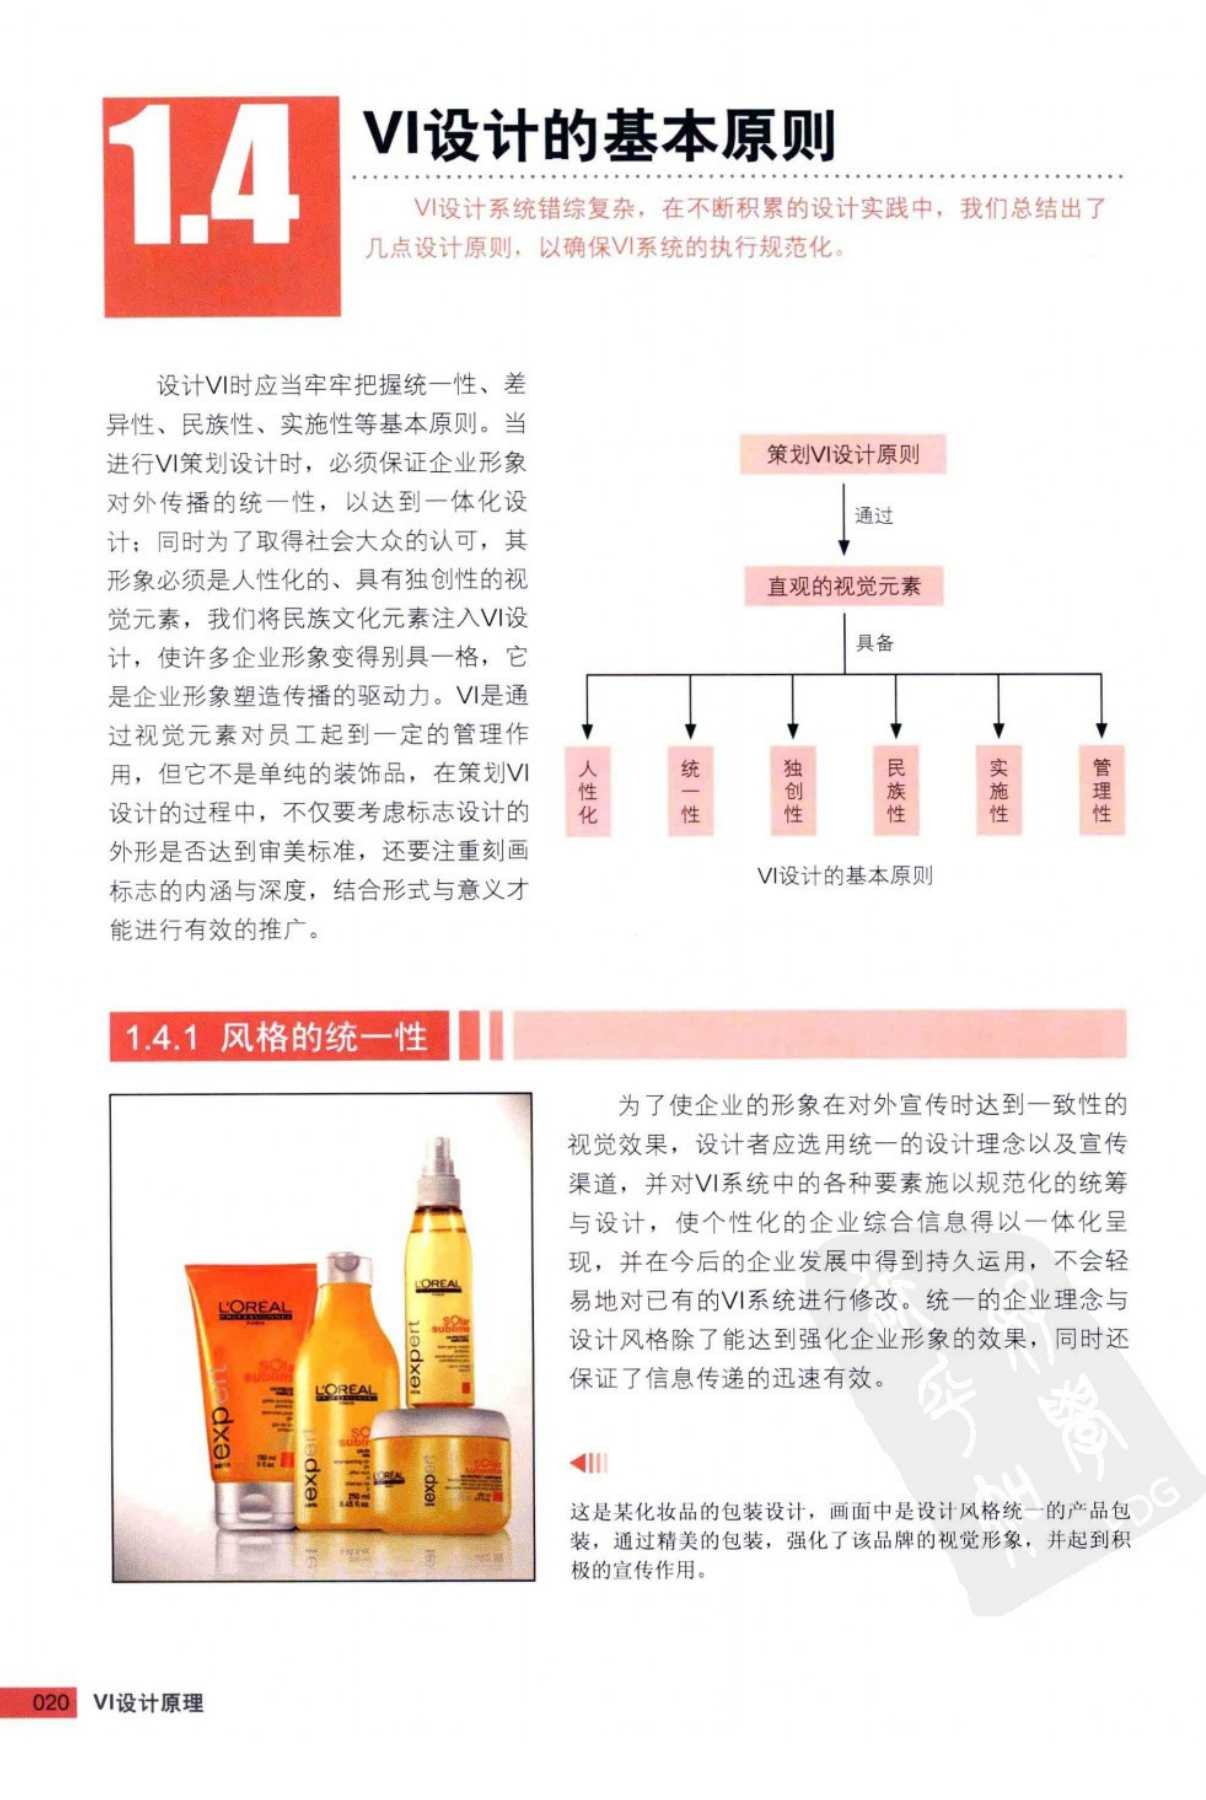 1.4
VI设计的基本原则
VI设计系统错综复杂，在不断积累的设计实践中，我们总结出了
几点设计原则，以确保VI系统的执行规范化。
设计VI时应当牢牢把握统一性、差
异性、民族性、实施性等基本原则。当
进行VI策划设计时，必须保证企业形象
对外传播的统一性，以达到一体化设
计；同时为了取得社会大众的认可，其
形象必须是人性化的、具有独创性的视
觉元素，我们将民族文化元素注入VI设
计，使许多企业形象变得别具一格，它
是企业形象塑造传播的驱动力。VI是通
过视觉元素对员工起到一定的管理作
用，但它不是单纯的装饰品，在策划VI
设计的过程中，不仅要考虑标志设计的
外形是否达到审美标准，还要注重刻画
标志的内涵与深度，结合形式与意义才
能进行有效的推广。
策划VI设计原则
通过
直观的视觉元素
具备
人性化
统一性
独创性
民族性
实施性
管理性
VI设计的基本原则
1.4.1 风格的统一性
L'ORÉAL
PROFESSIONNEL
expert
L'ORÉAL
expert
L'ORÉAL
solar
sublime
expert
L'ORÉAL
expert
为了使企业的形象在对外宣传时达到一致性的
视觉效果，设计者应选用统一的设计理念以及宣传
渠道，并对VI系统中的各种要素施以规范化的统筹
与设计，使个性化的企业综合信息得以一体化呈
现，并在今后的企业发展中得到持久运用，不会轻
易地对已有的VI系统进行修改。统一的企业理念与
设计风格除了能达到强化企业形象的效果，同时还
保证了信息传递的迅速有效。
这是某化妆品的包装设计，画面中是设计风格统一的产品包
装，通过精美的包装，强化了该品牌的视觉形象，并起到积
极的宣传作用。
020 VI设计原理